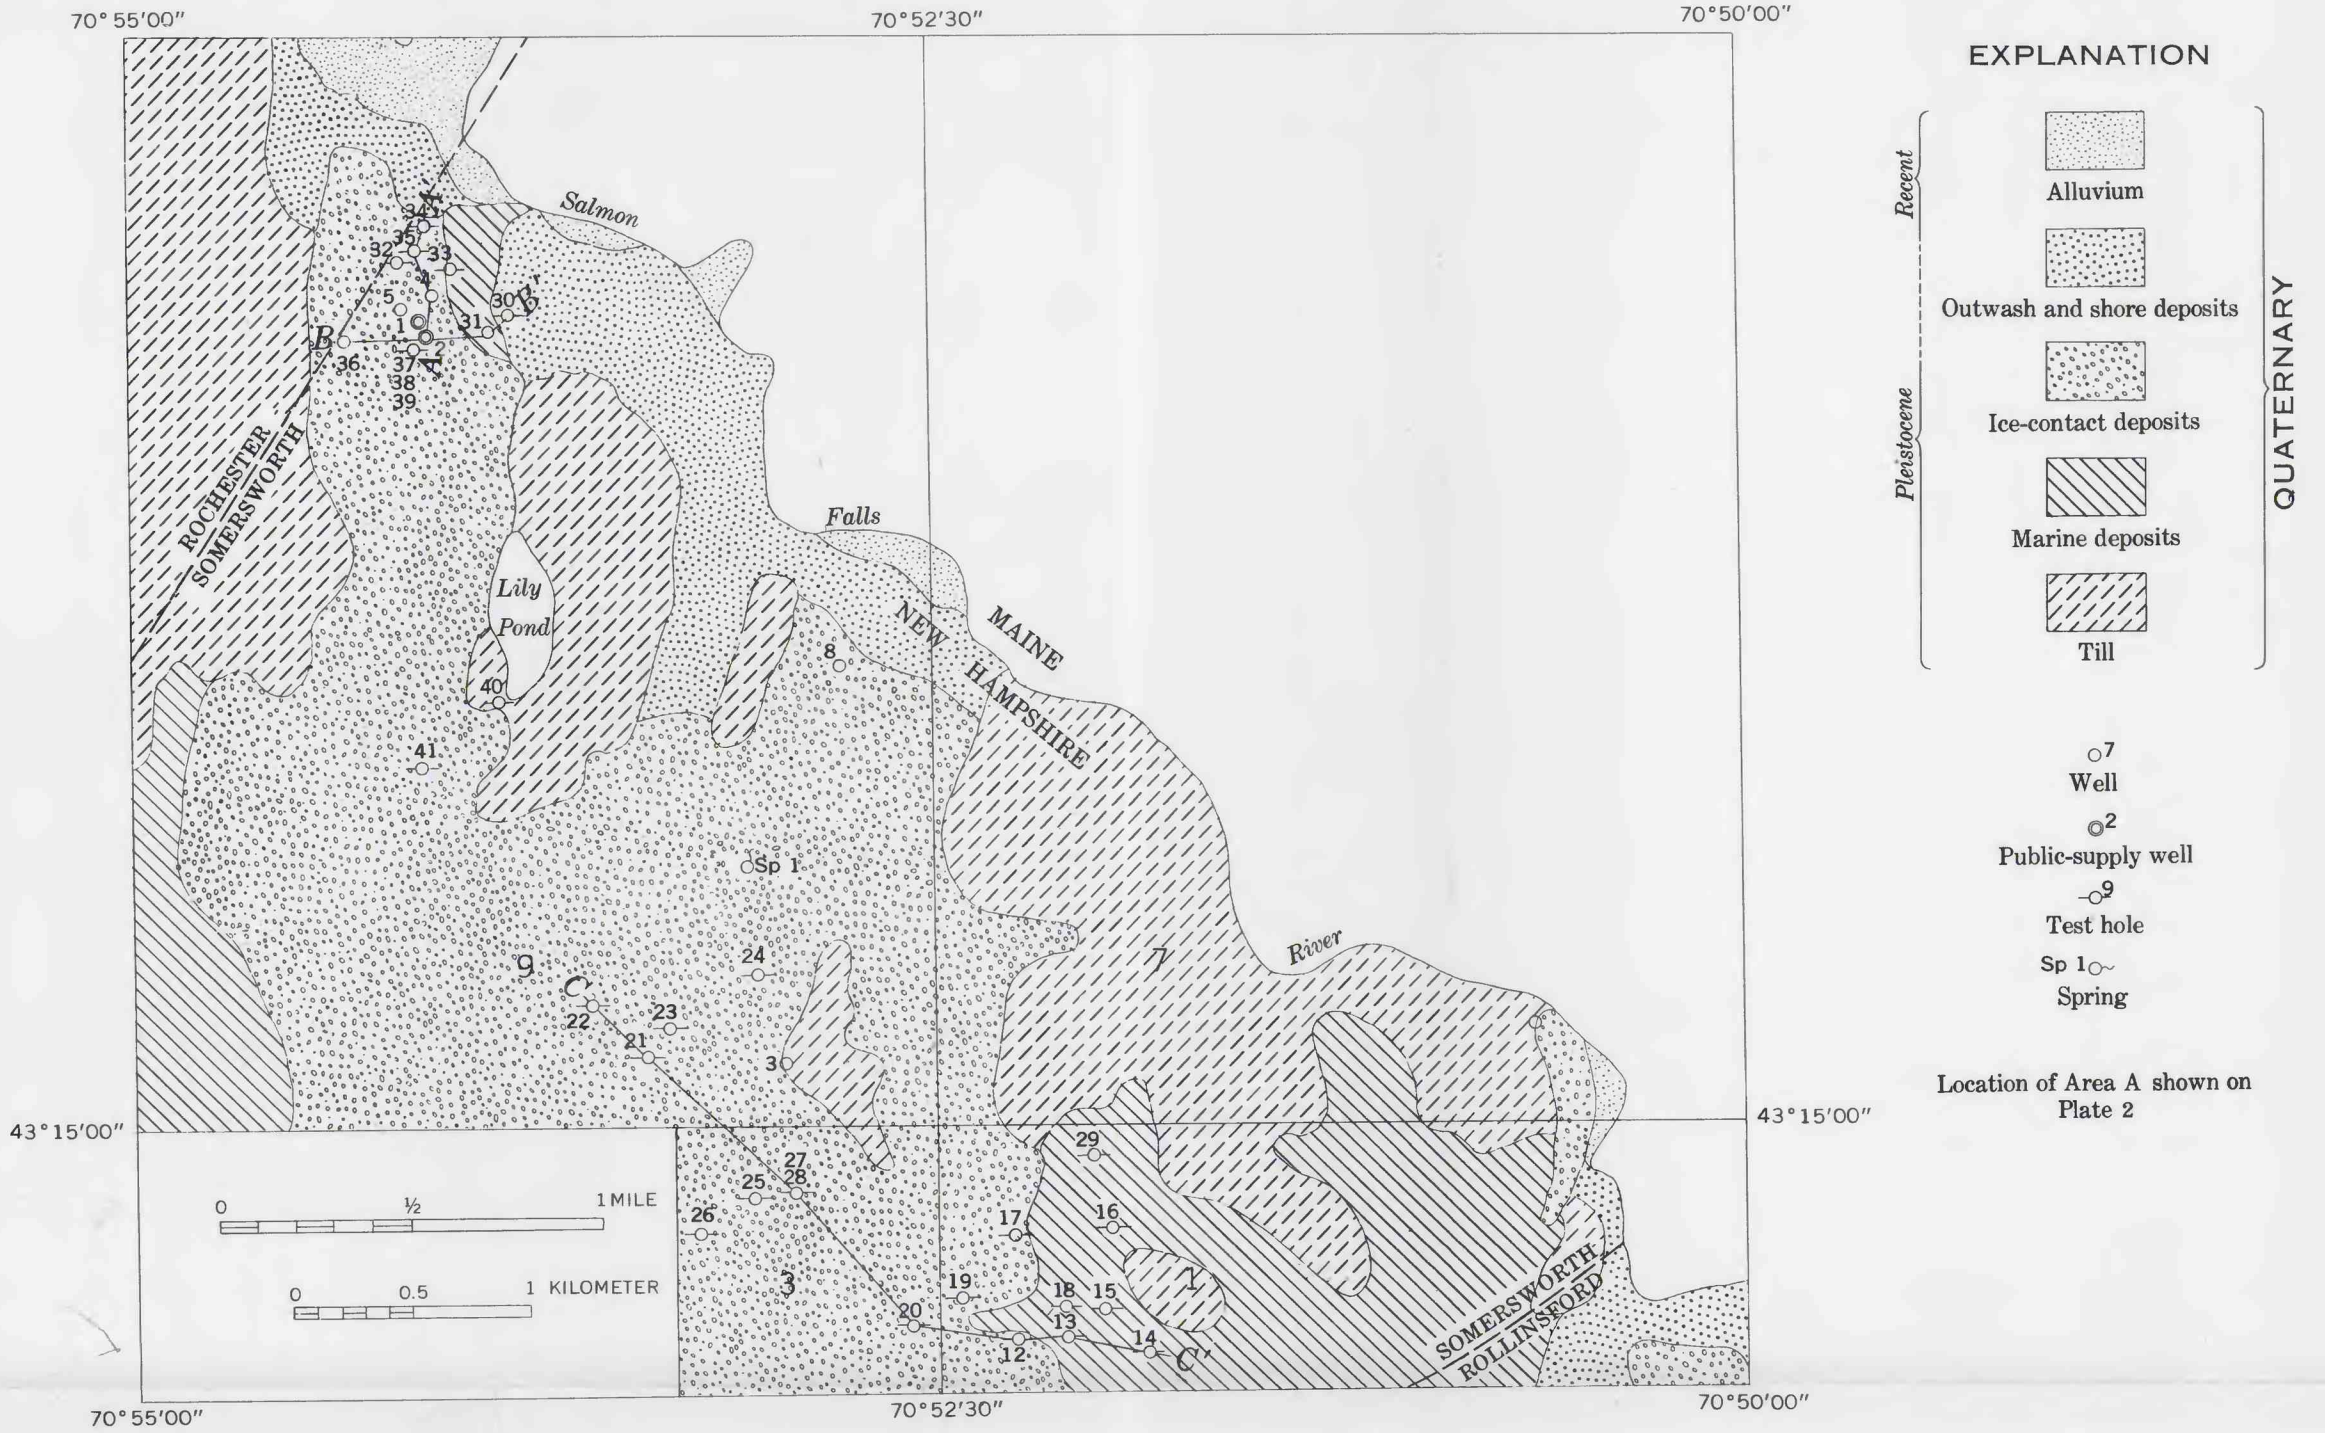 70°55'00"
70°52'30"
70°50'00"
EXPLANATION
Recent
Pleistocene
QUATERNARY
Alluvium
Outwash and shore deposits
Ice-contact deposits
Marine deposits
Till
7
Well
2
Public-supply well
9
Test hole
Sp 1
Spring
Location of Area A shown on
Plate 2
Salmon
A'
34
35
32
33
4
5
30
B'
1
31
B
2
36
37
A
38
39
ROCHESTER
SOMERSWORTH
Falls
Lily
Pond
NEW
MAINE
8
HAMPSHIRE
40
41
Sp 1
River
24
7
9
C
22
23
21
3
43°15'00"
43°15'00"
29
27
28
25
26
17
16
0
½
1 MILE
3
19
1
18
15
0
0.5
1 KILOMETER
20
13
12
14
C'
SOMERSWORTH
ROLLINSFORD
70°55'00"
70°52'30"
70°50'00"